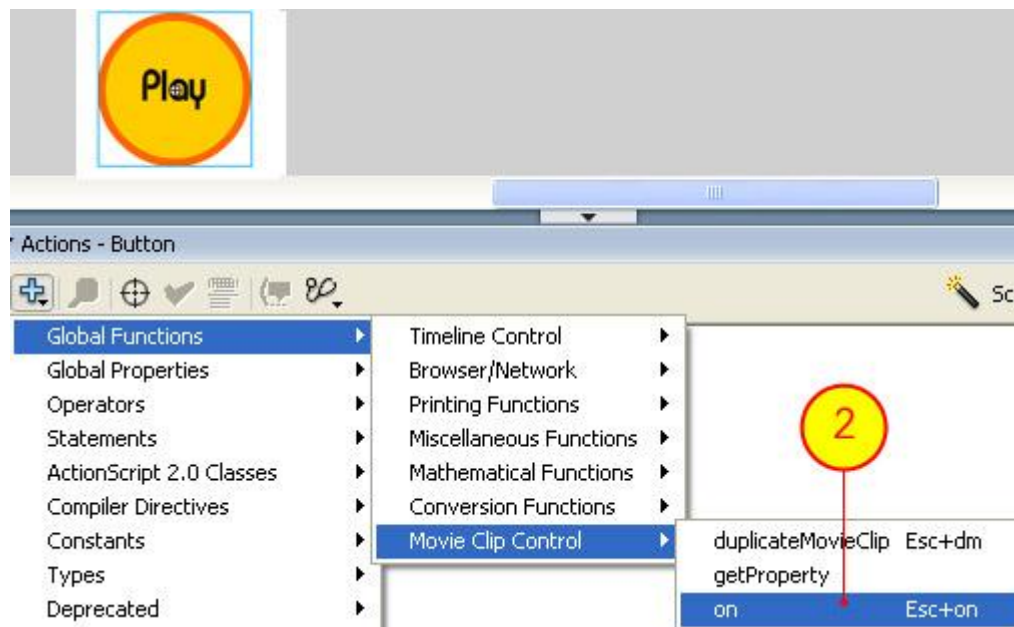 Play
Actions - Button
Sc
Global Functions
Global Properties
Operators
Statements
ActionScript 2.0 Classes
Compiler Directives
Constants
Types
Deprecated
Timeline Control
Browser/Network
Printing Functions
Miscellaneous Functions
Mathematical Functions
Conversion Functions
Movie Clip Control
2
duplicateMovieClip Esc+dm
getProperty
on Esc+on